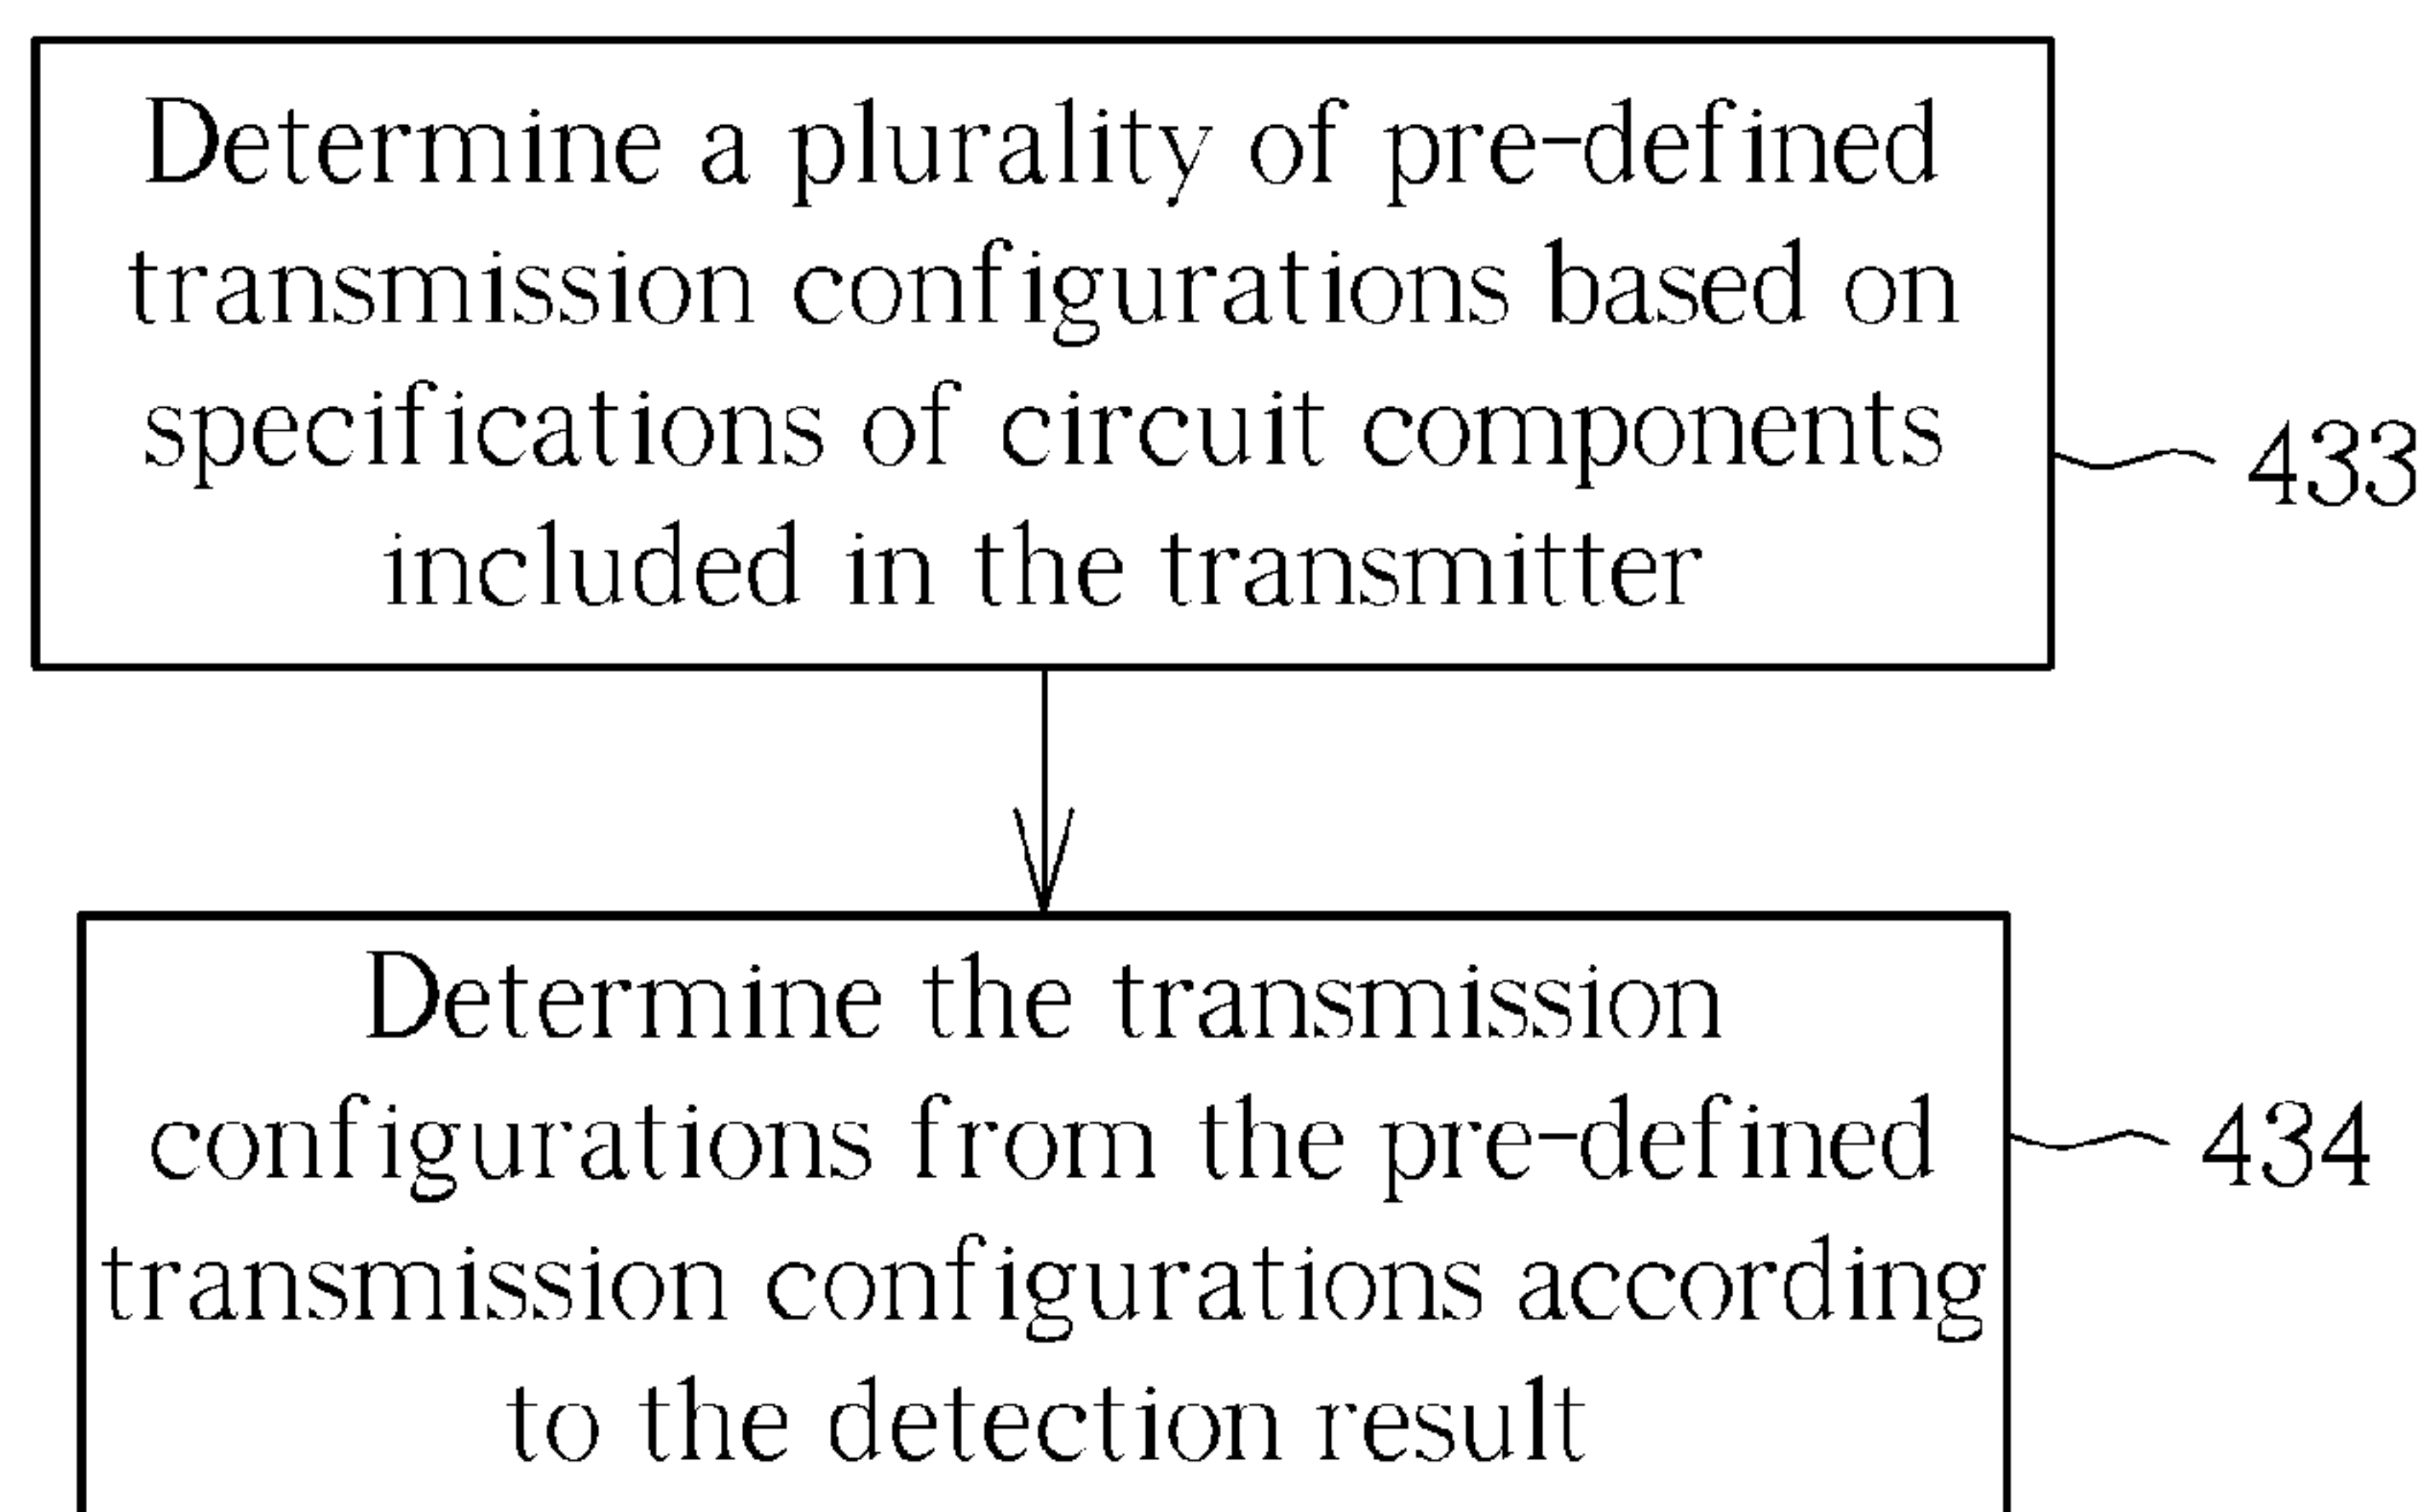 Determine a plurality of pre-defined
transmission configurations based on
specifications of circuit components
included in the transmitter
433
Determine the transmission
configurations from the pre-defined
transmission configurations according
to the detection result
434